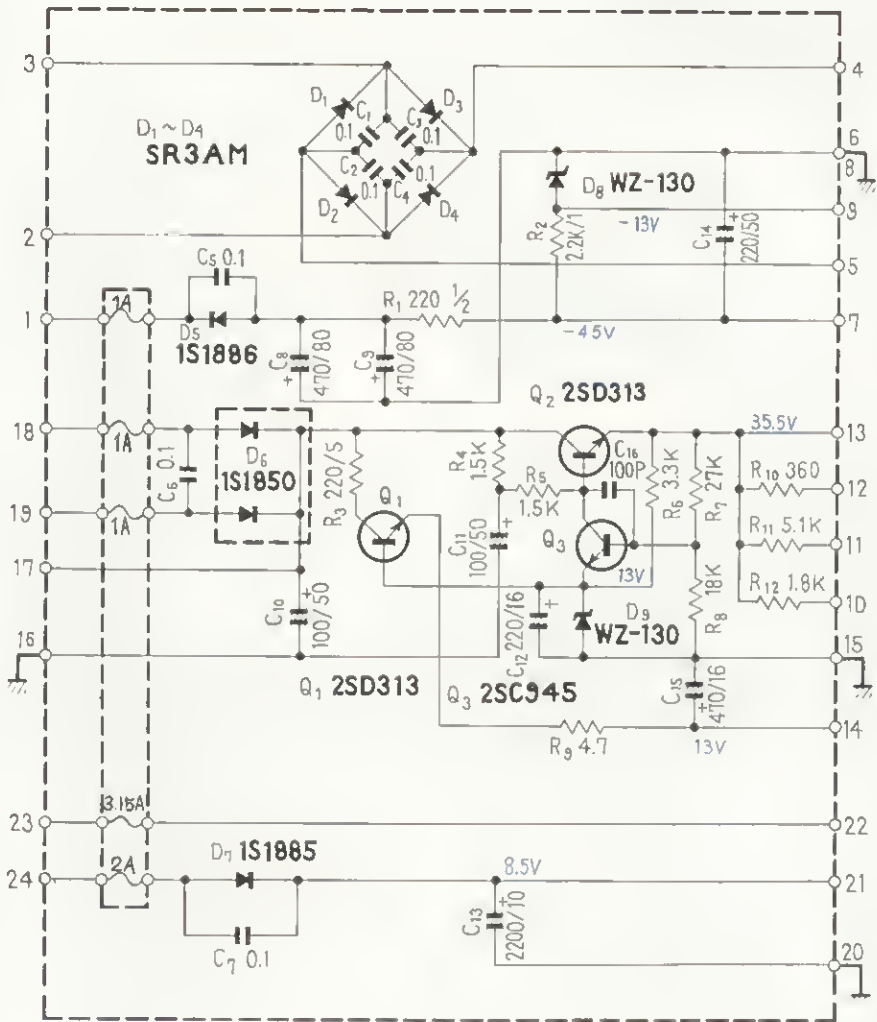 3
4
D₁ ~ D₄
SR3AM
D₁
C₁
0.1
C₃
0.1
D₃
C₂
0.1
C₄
0.1
D₂
D₄
6
8
D₈ WZ-130
9
-13V
R₂
2.2K/1
C₁₄
+
220/50
2
5
C₅ 0.1
1
1A
D₅
1S1886
R₁ 220 ½
-45V
7
C₈
+
470/80
C₉
+
470/80
Q₂ 2SD313
18
1A
35.5V
13
C₆ 0.1
D₆
1S1850
R₃ 220/5
Q₁
R₄
1.5K
R₅
1.5K
C₁₆
100P
R₆ 3.3K
R₇ 27K
R₁₀ 360
12
19
1A
C₁₁
100/50
+
Q₃
13V
R₁₁ 5.1K
11
17
C₁₀
+
100/50
C₁₂ 220/16
+
D₉
WZ-130
R₈
18K
R₁₂ 1.8K
10
16
15
Q₁ 2SD313
Q₃ 2SC945
C₁₅
+
470/16
R₉ 4.7
13V
14
23
3.15A
22
24
2A
D₇ 1S1885
8.5V
21
C₇ 0.1
C₁₃
+
2200/10
20